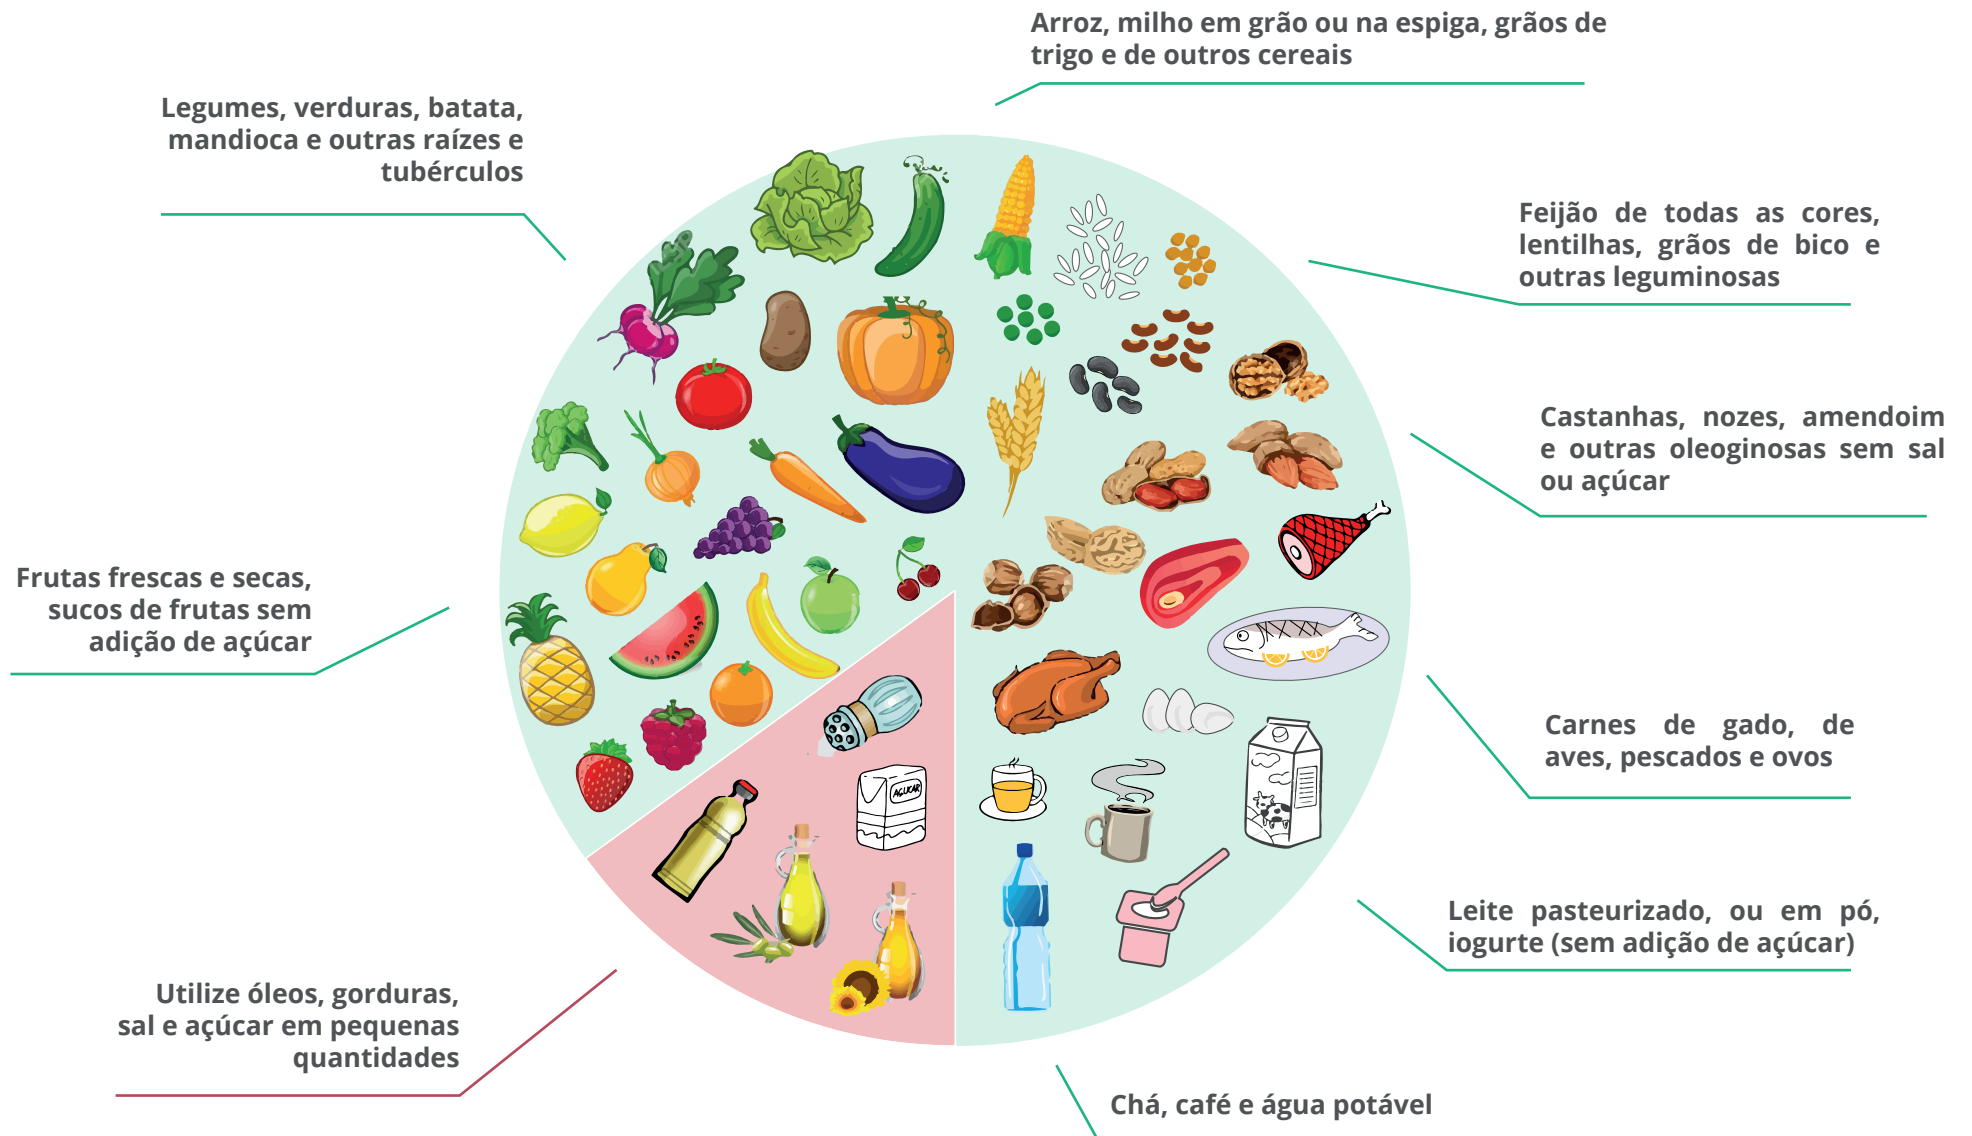 Arroz, milho em grão ou na espiga, grãos de
trigo e de outros cereais
Legumes, verduras, batata,
mandioca e outras raízes e
tubérculos
Feijão de todas as cores,
lentilhas, grãos de bico e
outras leguminosas
Castanhas, nozes, amendoim
e outras oleoginosas sem sal
ou açúcar
Frutas frescas e secas,
sucos de frutas sem
adição de açúcar
Carnes de gado, de
aves, pescados e ovos
AÇUCAR
Leite pasteurizado, ou em pó,
iogurte (sem adição de açúcar)
Utilize óleos, gorduras,
sal e açúcar em pequenas
quantidades
Chá, café e água potável